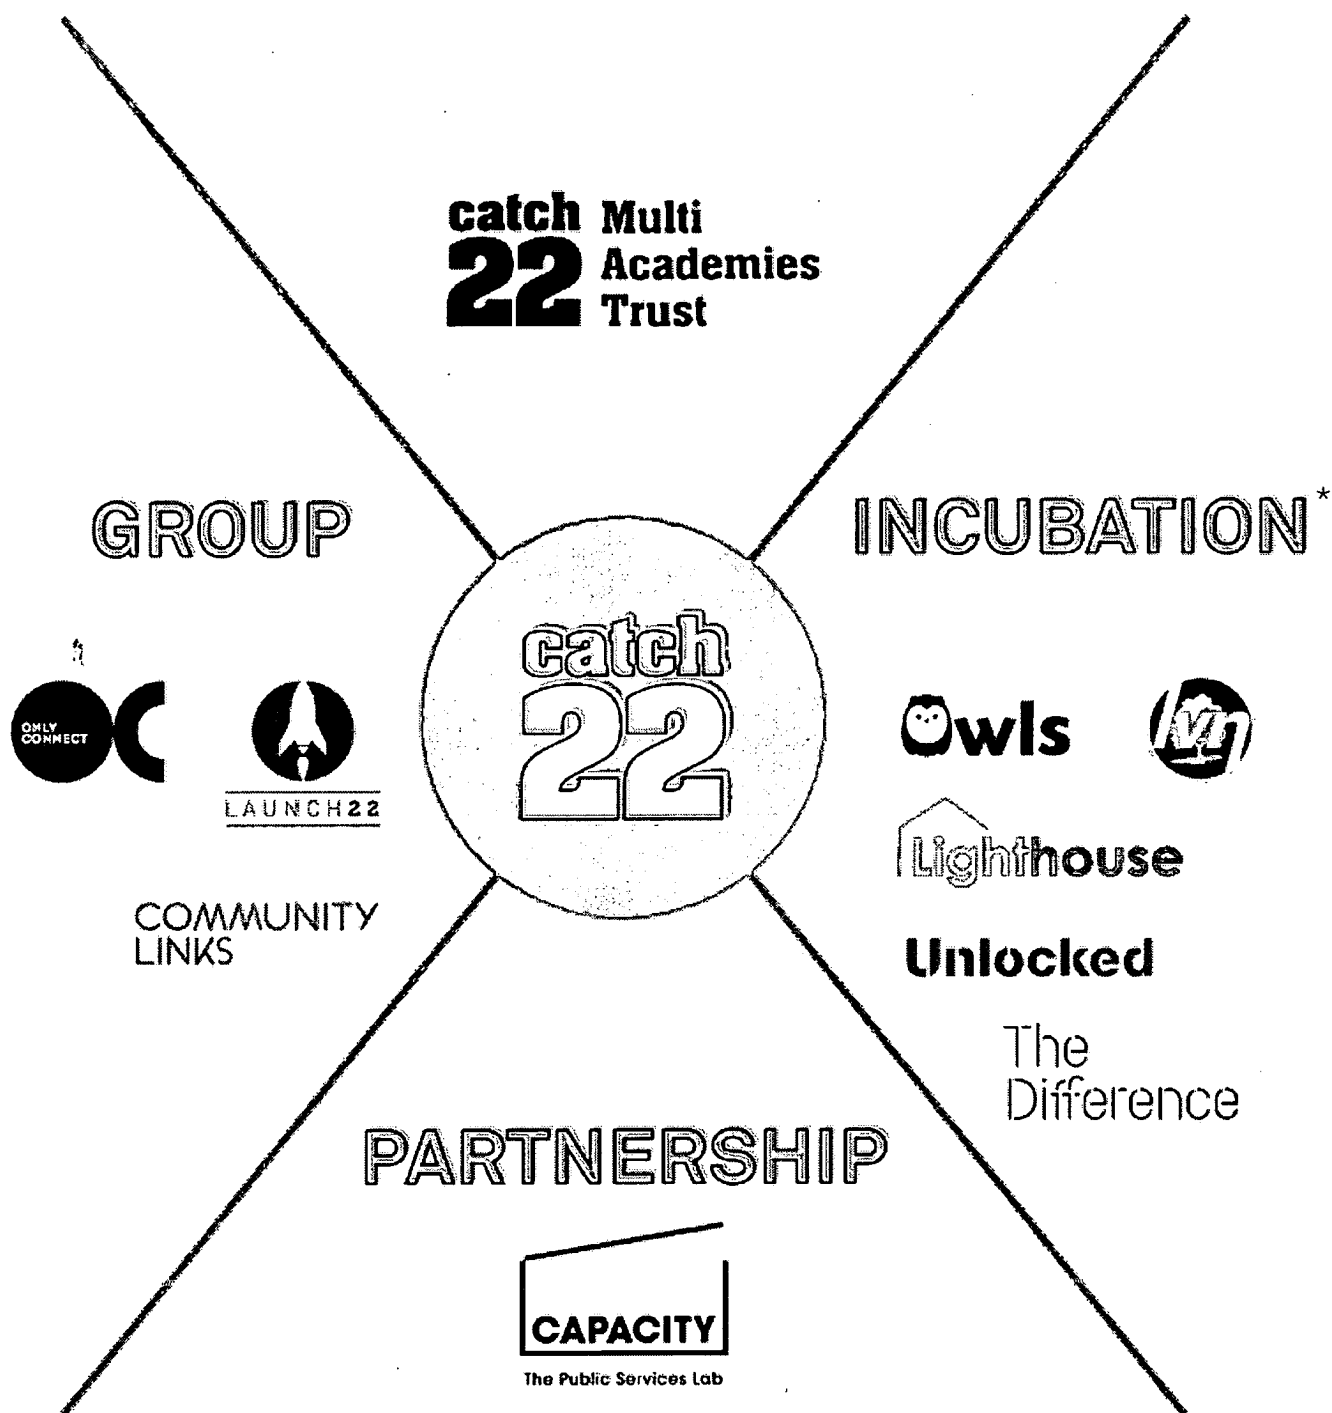 catch
22
Multi
Academies
Trust
GROUP
INCUBATION*
catch
22
ONLY
CONNECT
C
LAUNCH22
COMMUNITY
LINKS
Owls
lvn
Lighthouse
Unlocked
The
Difference
PARTNERSHIP
CAPACITY
The Public Services Lab